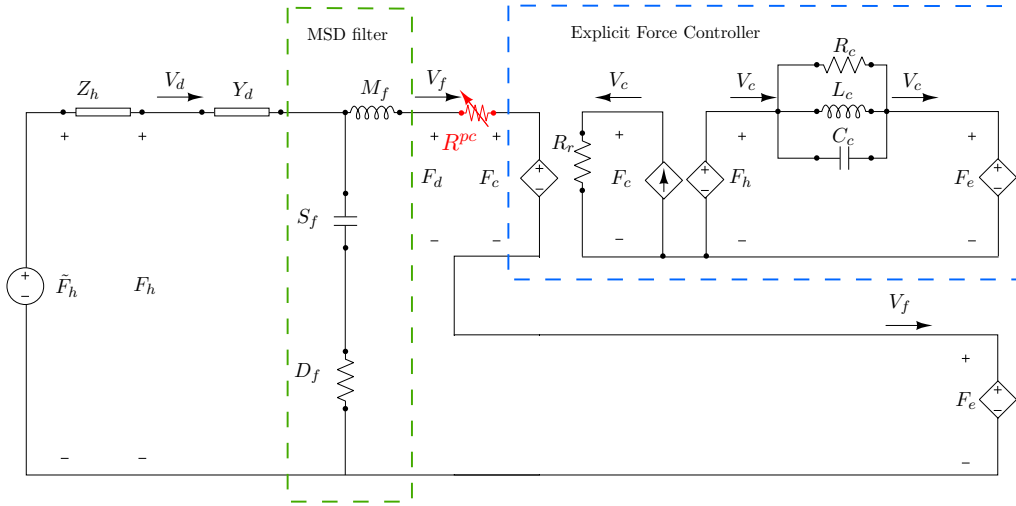 MSD filter
Explicit Force Controller
R_c
Z_h
V_d
Y_d
M_f
V_f
V_c
V_c
L_c
V_c
+
+
+
+
R^{pc}
R_r
+
+
C_c
+
F_d
F_c
+
−
F_c
+
−
F_h
F_e
+
−
S_f
−
−
−
−
−
+
−
F̃_h
F_h
V_f
+
D_f
F_e
+
−
−
−
−